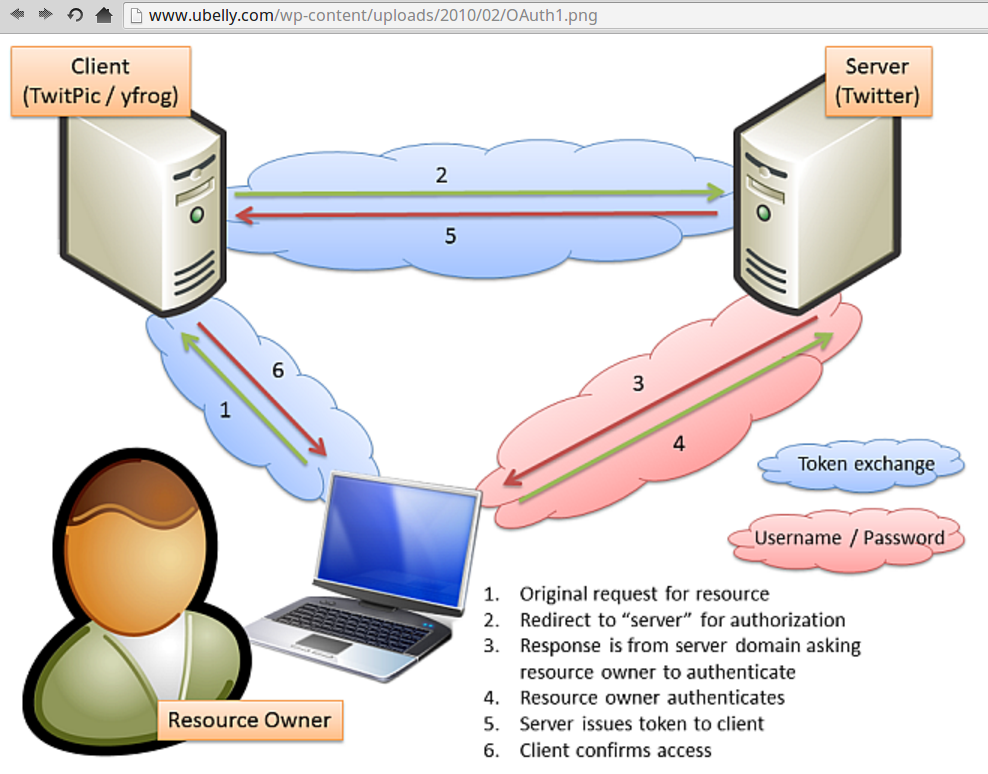 www.ubelly.com/wp-content/uploads/2010/02/OAuth1.png
Client
(TwitPic / yfrog)
Server
(Twitter)
2
5
6
1
3
4
Token exchange
Username / Password
1. Original request for resource
2. Redirect to “server” for authorization
3. Response is from server domain asking
resource owner to authenticate
4. Resource owner authenticates
5. Server issues token to client
6. Client confirms access
Resource Owner